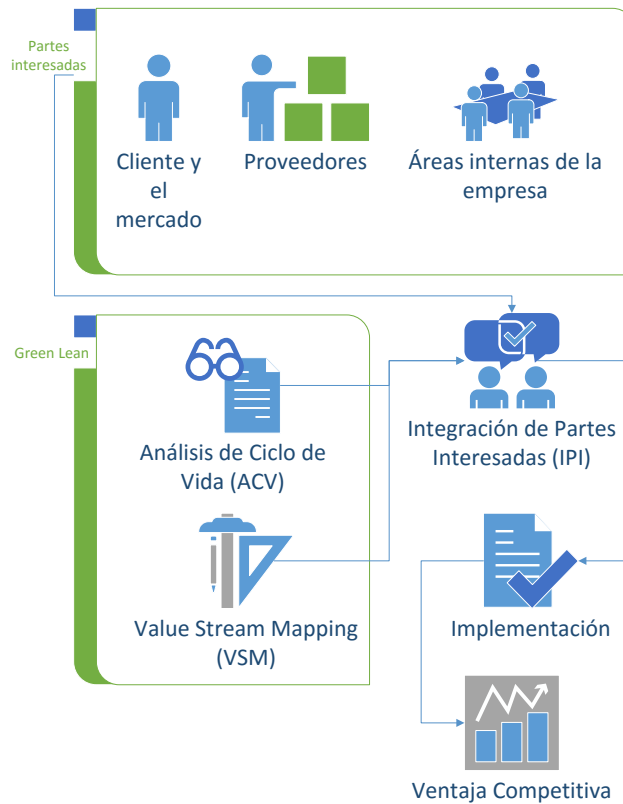 Partes
interesadas
Cliente y
el
mercado
Proveedores
Áreas internas de la
empresa
Green Lean
Análisis de Ciclo de
Vida (ACV)
Integración de Partes
Interesadas (IPI)
Value Stream Mapping
(VSM)
Implementación
Ventaja Competitiva